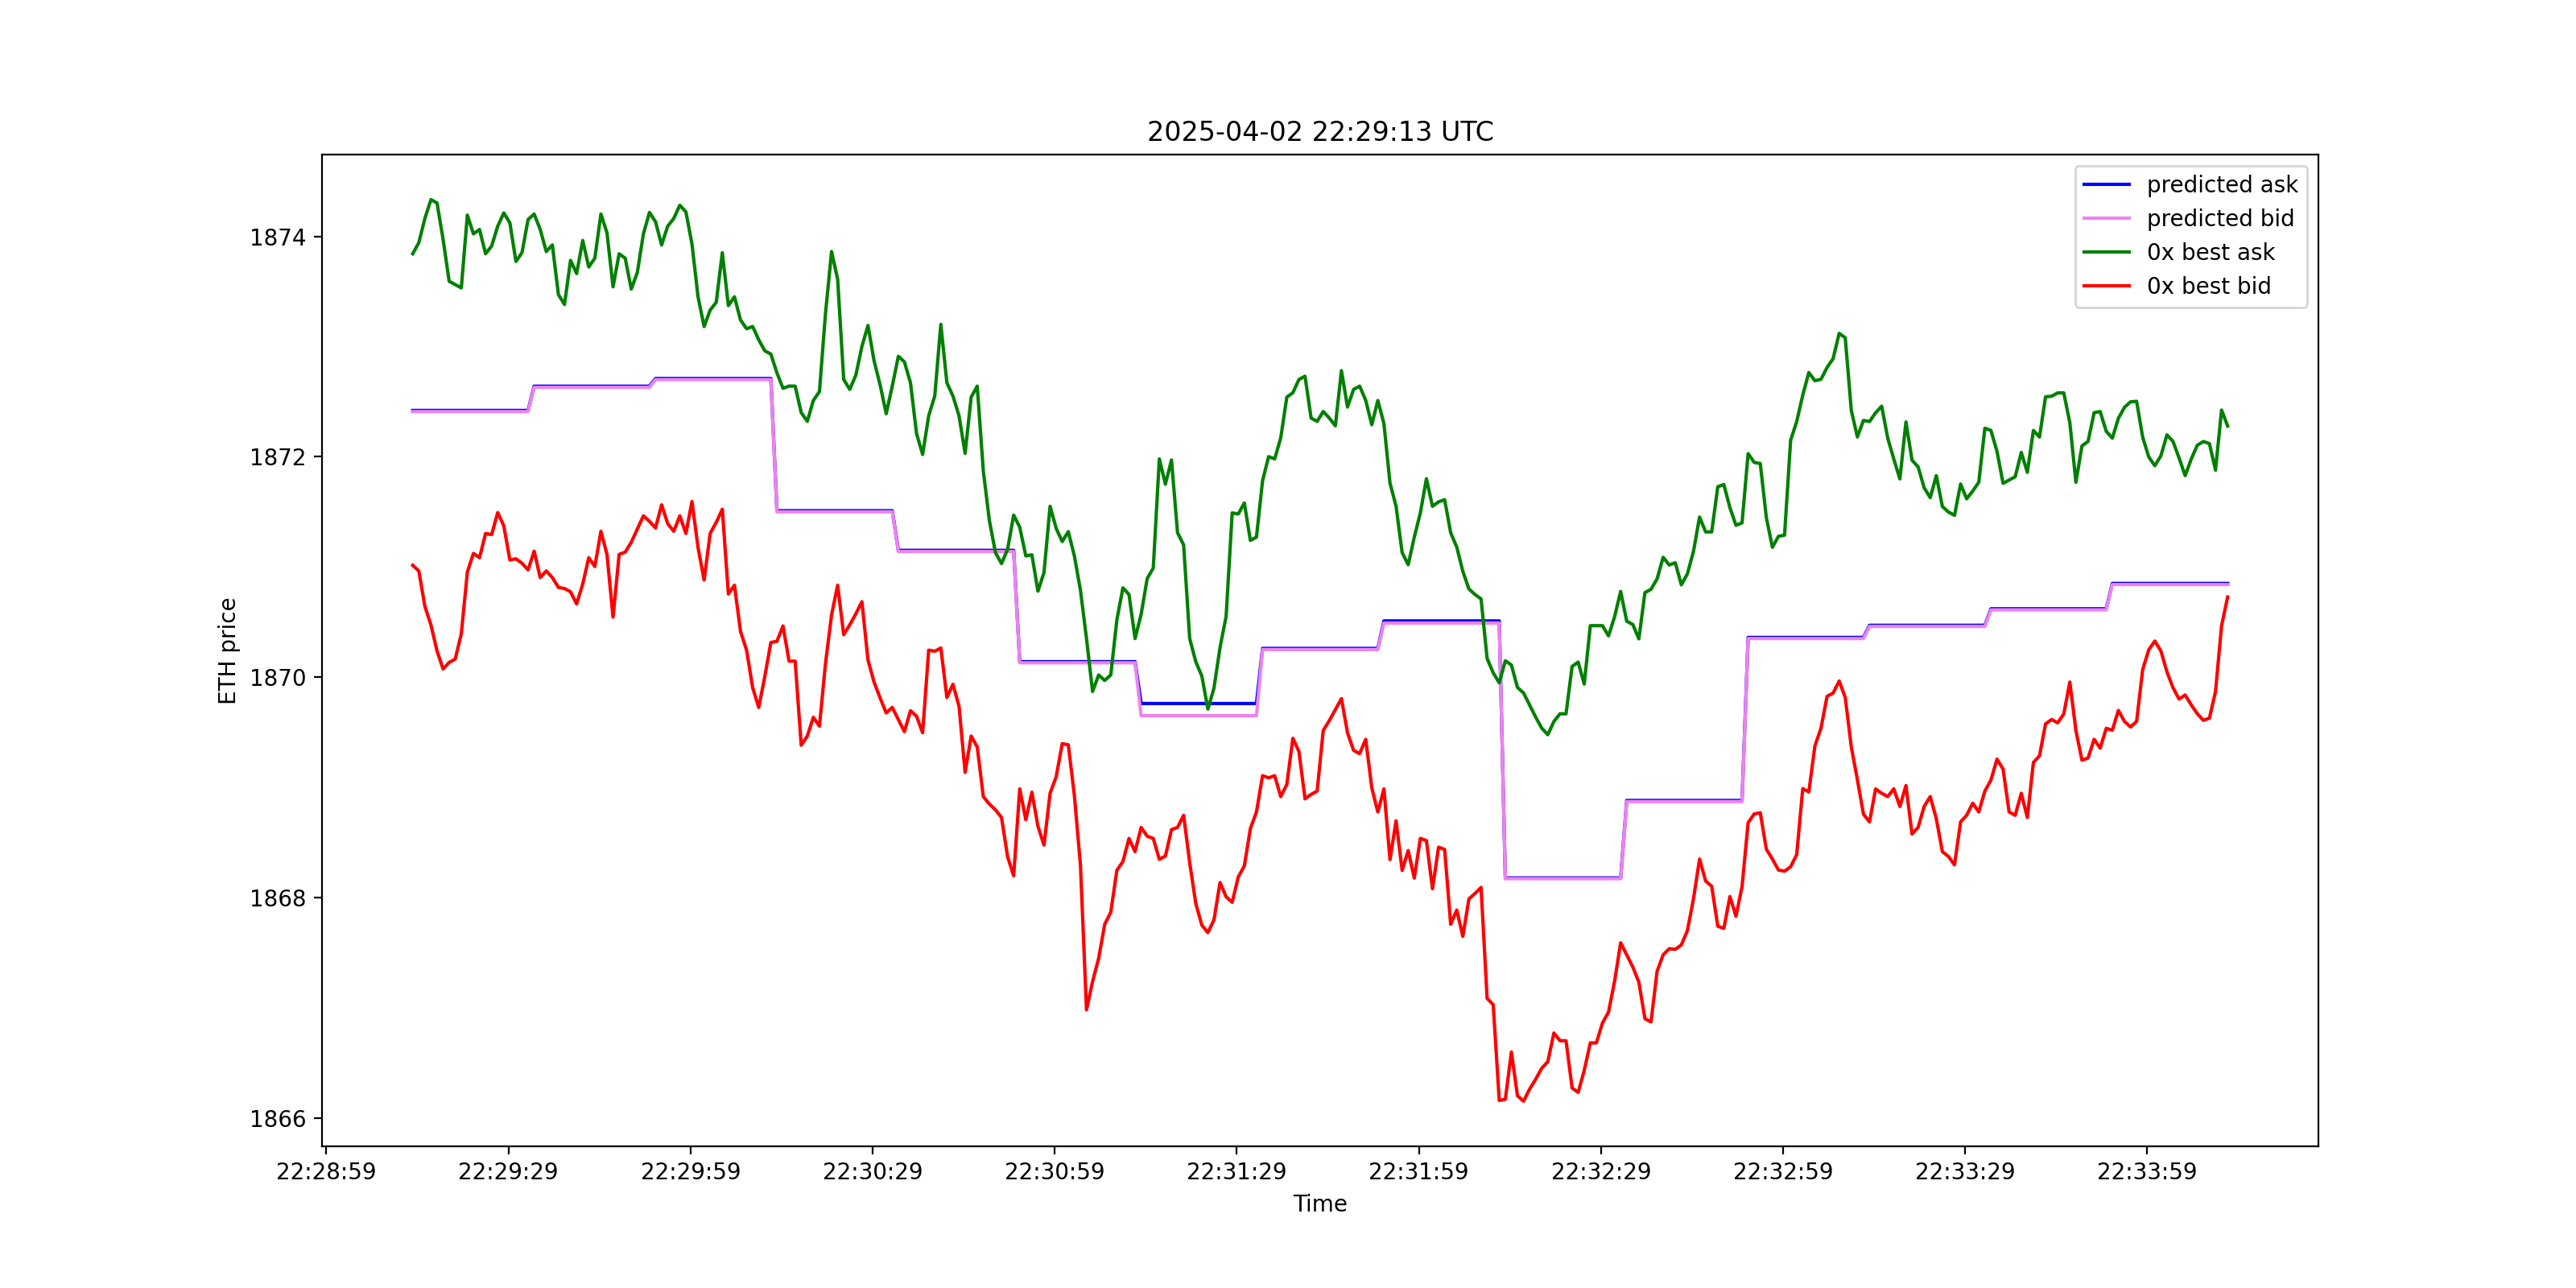 2025-04-02 22:29:13 UTC
predicted ask
predicted bid
0x best ask
0x best bid
ETH price
1874
1872
1870
1868
1866
22:28:59 22:29:29 22:29:59 22:30:29 22:30:59 22:31:29 22:31:59 22:32:29 22:32:59 22:33:29 22:33:59
Time